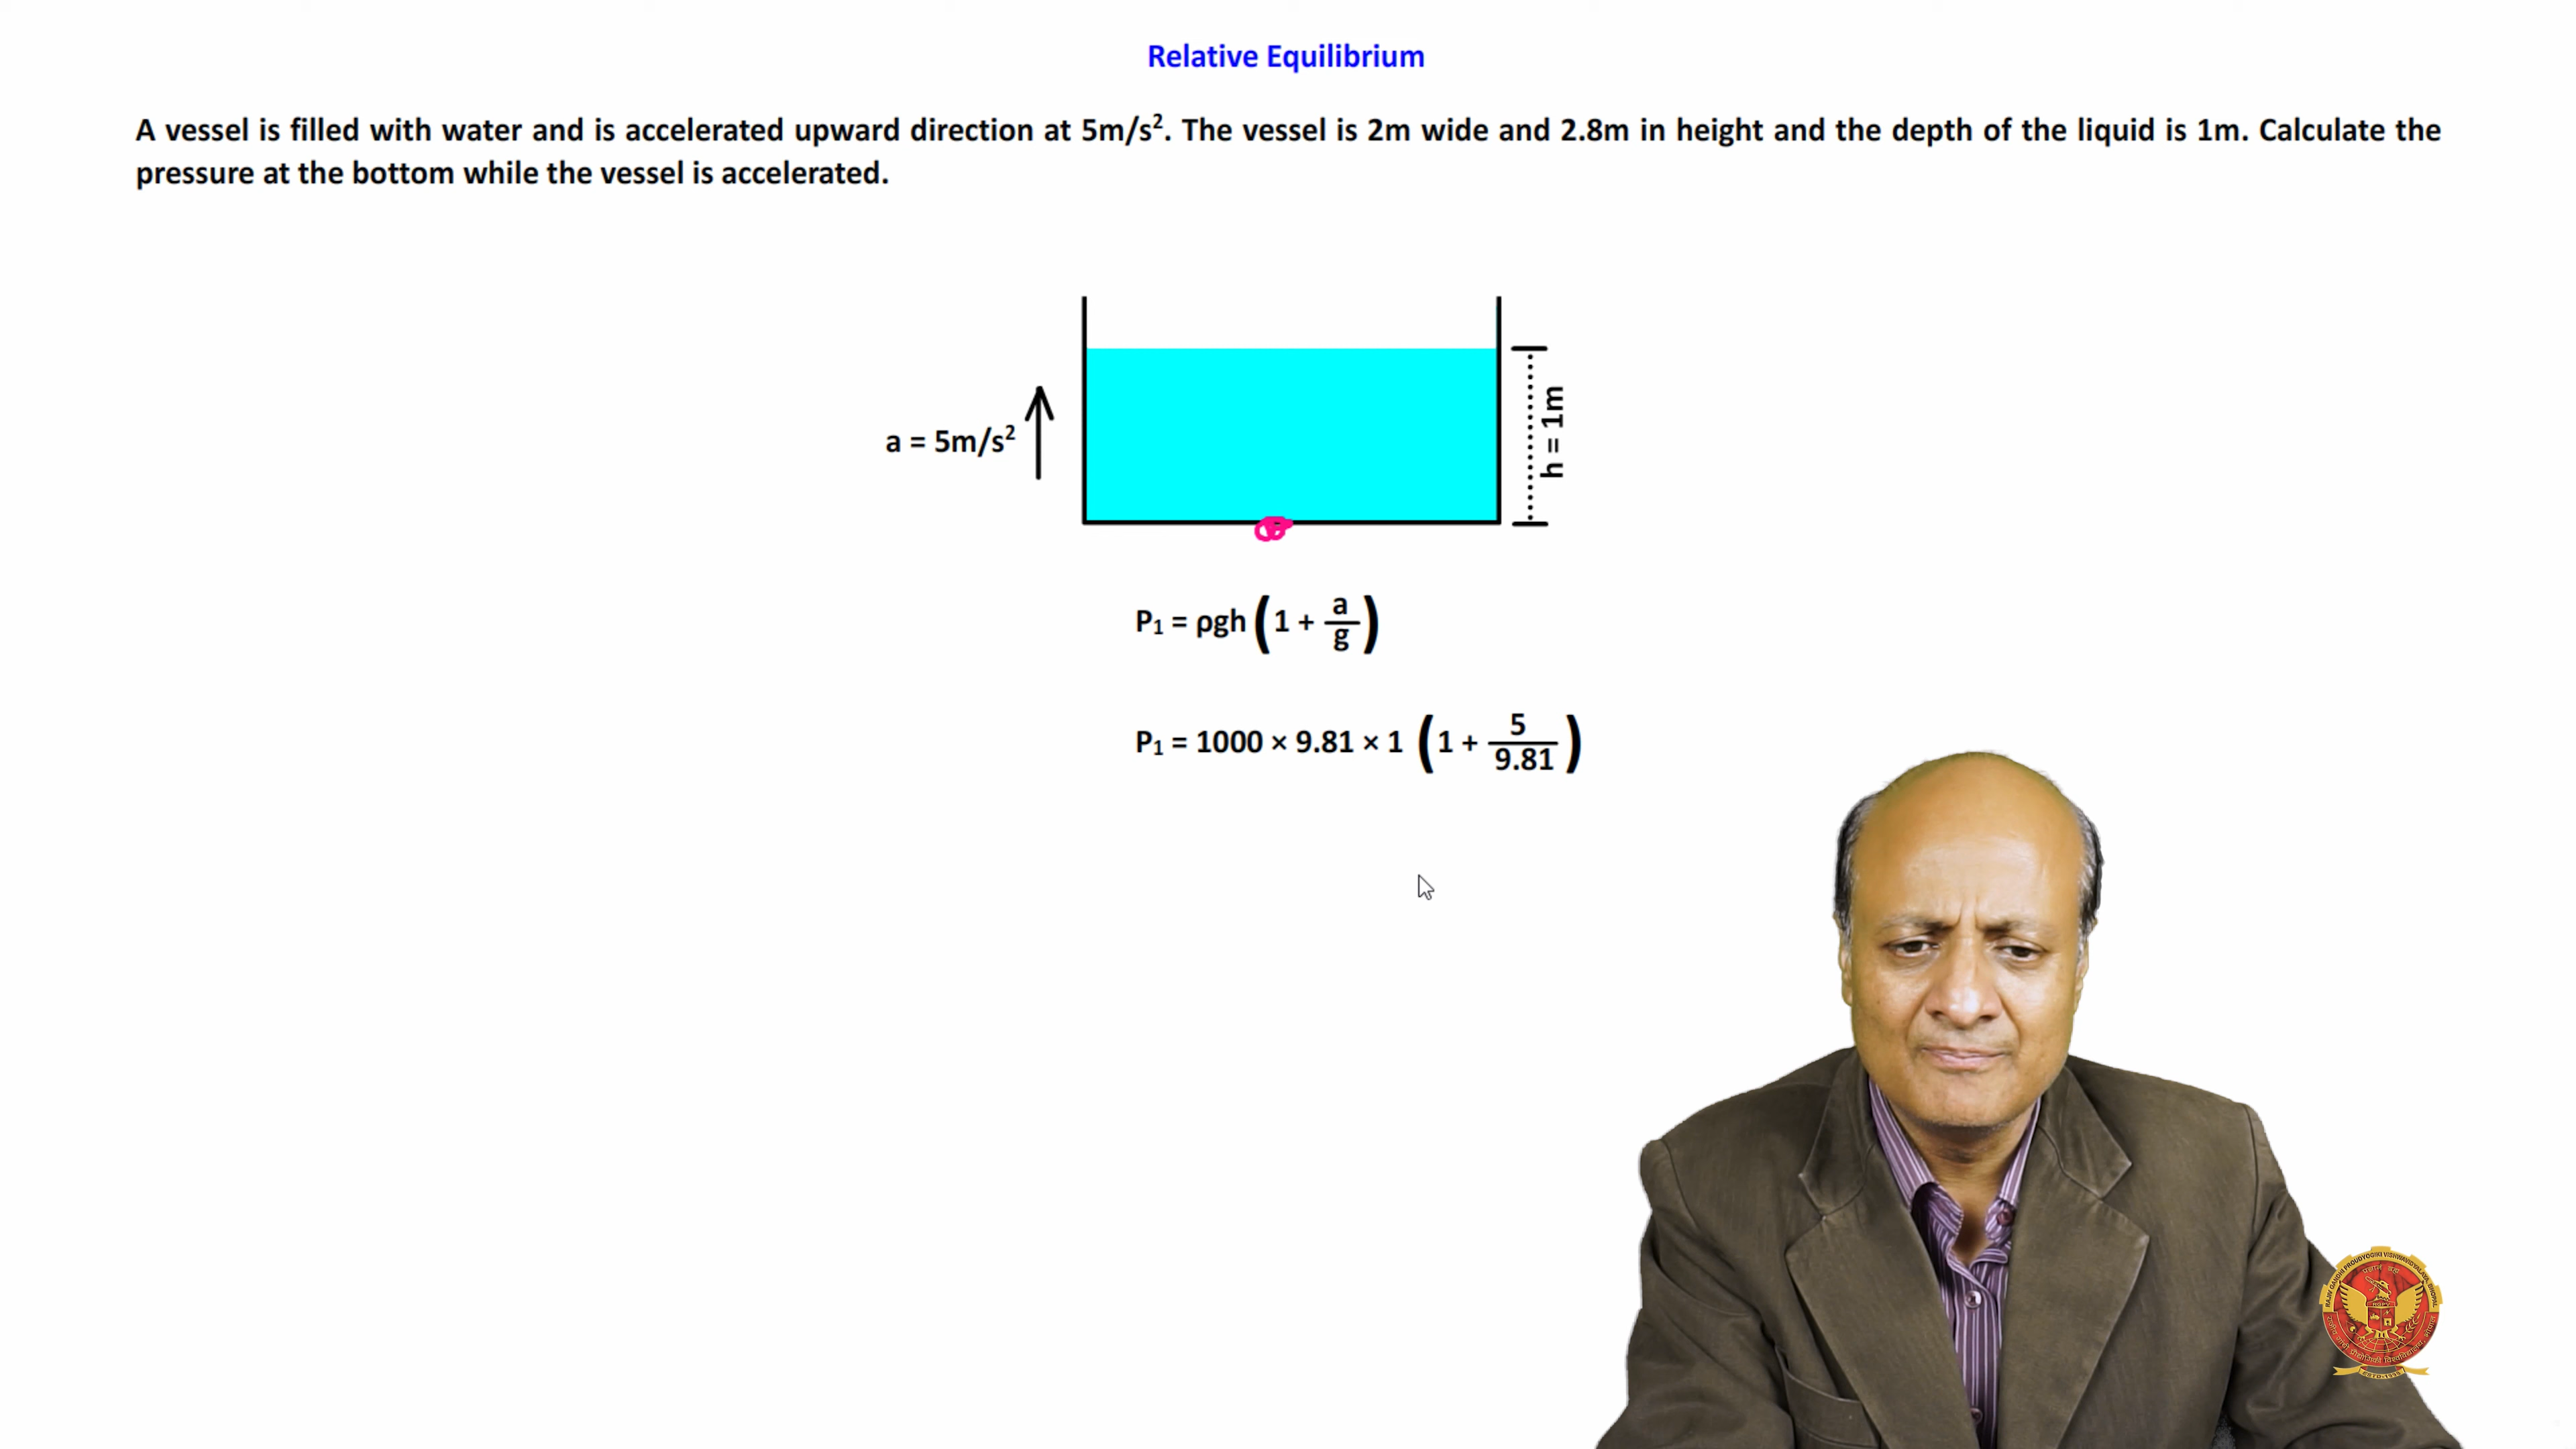 Relative Equilibrium
A vessel is filled with water and is accelerated upward direction at 5m/s². The vessel is 2m wide and 2.8m in height and the depth of the liquid is 1m. Calculate the
pressure at the bottom while the vessel is accelerated.
a = 5m/s²
h = 1m
P₁ = ρgh (1 + a/g)
P₁ = 1000 × 9.81 × 1 (1 + 5/9.81)